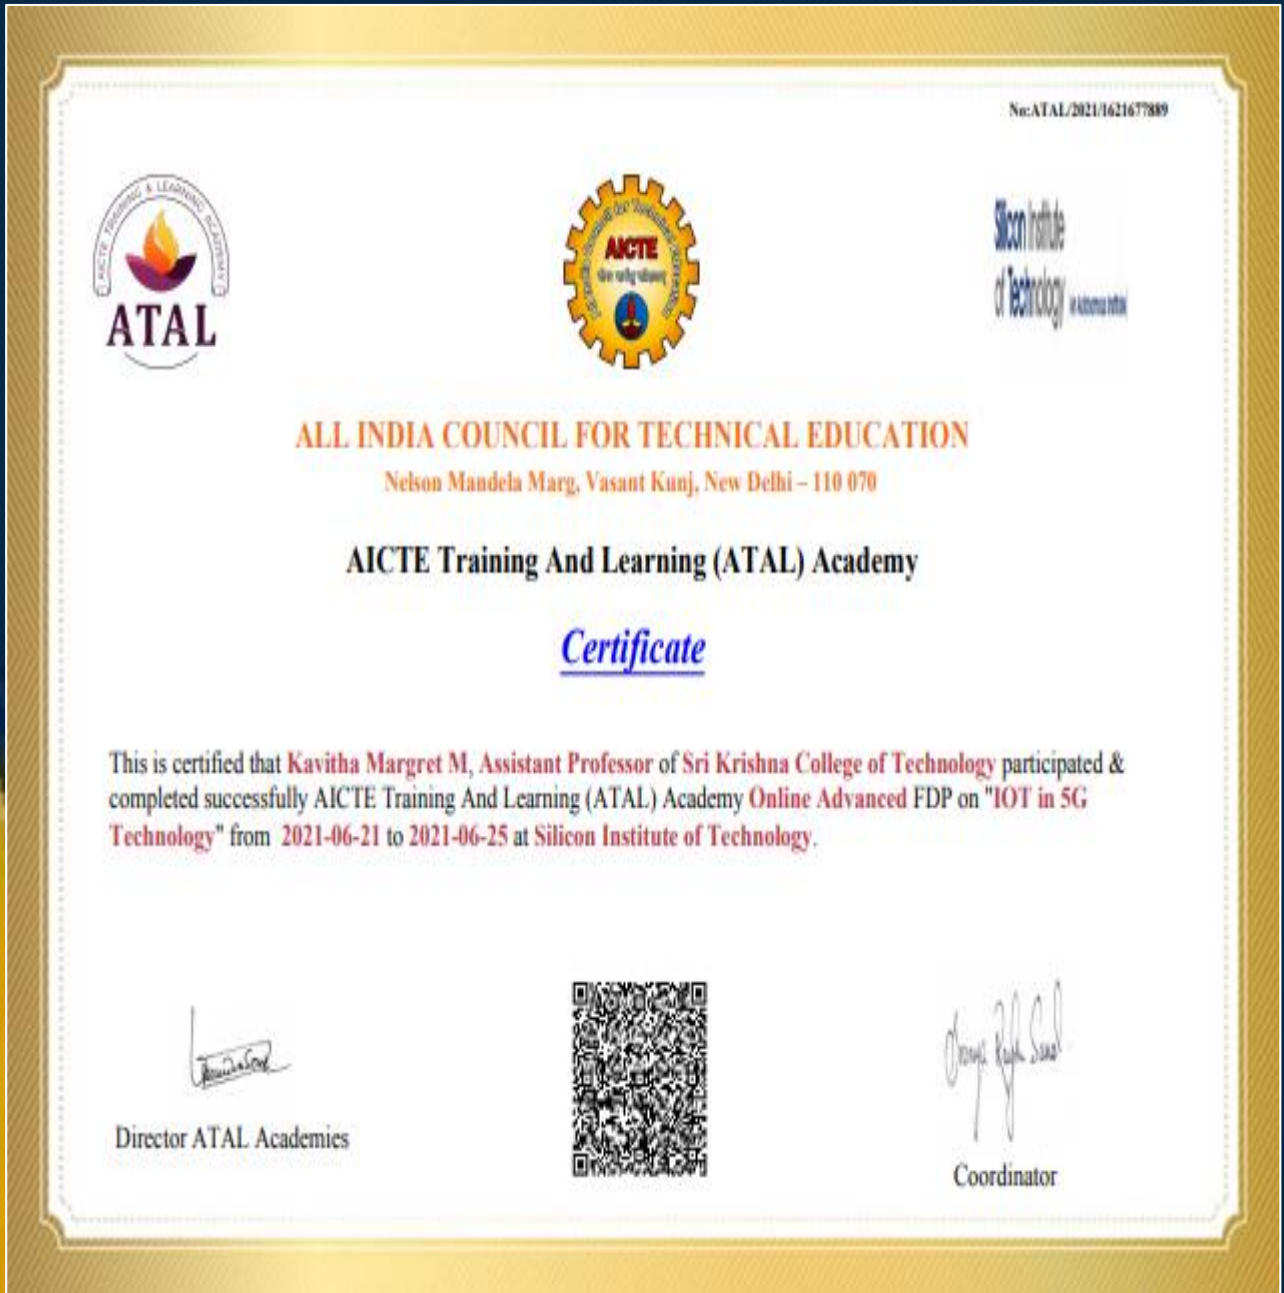 No:ATAL/2021/1621677889
AICTE TRAINING & LEARNING ACADEMY
ATAL
AICTE
Silicon Institute
of Technology
ALL INDIA COUNCIL FOR TECHNICAL EDUCATION
Nelson Mandela Marg, Vasant Kunj, New Delhi – 110 070
AICTE Training And Learning (ATAL) Academy
Certificate
This is certified that Kavitha Margret M, Assistant Professor of Sri Krishna College of Technology participated &
completed successfully AICTE Training And Learning (ATAL) Academy Online Advanced FDP on "IOT in 5G
Technology" from 2021-06-21 to 2021-06-25 at Silicon Institute of Technology.
Director ATAL Academies
Coordinator